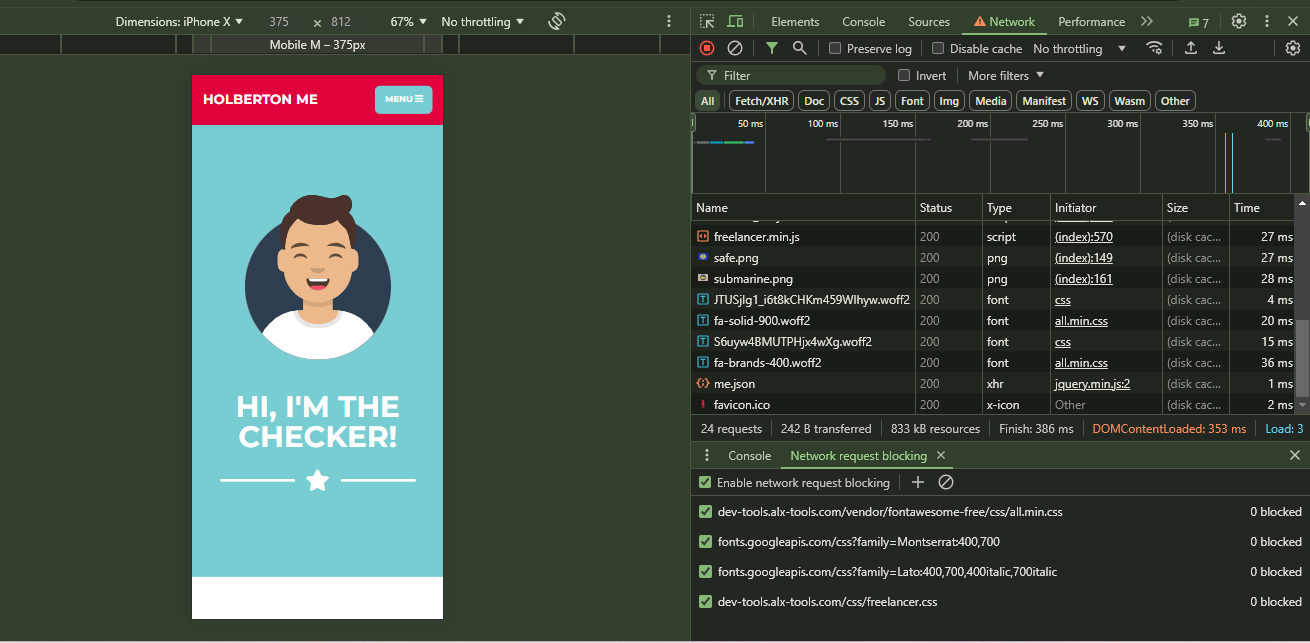 Dimensions: iPhone X ▼ 375 × 812 67% ▼ No throttling ▼
Mobile M – 375px
HOLBERTON ME
MENU
HI, I'M THE
CHECKER!
Elements Console Sources Network Performance 7
Preserve log Disable cache No throttling ▼
Filter Invert More filters ▼
All Fetch/XHR Doc CSS JS Font Img Media Manifest WS Wasm Other
50 ms 100 ms 150 ms 200 ms 250 ms 300 ms 350 ms 400 ms
Name Status Type Initiator Size Time
freelancer.min.js 200 script (index):570 (disk cac... 27 ms
safe.png 200 png (index):149 (disk cac... 27 ms
submarine.png 200 png (index):161 (disk cac... 28 ms
JTUSjIg1_i6t8kCHKm459Wlhyw.woff2 200 font css (disk cac... 4 ms
fa-solid-900.woff2 200 font all.min.css (disk cac... 20 ms
S6uyw4BMUTPHjx4wXg.woff2 200 font css (disk cac... 15 ms
fa-brands-400.woff2 200 font all.min.css (disk cac... 36 ms
me.json 200 xhr jquery.min.js:2 (disk cac... 1 ms
favicon.ico 200 x-icon Other (disk cac... 2 ms
24 requests 242 B transferred 833 kB resources Finish: 386 ms DOMContentLoaded: 353 ms Load: 3
Console Network request blocking
Enable network request blocking
dev-tools.alx-tools.com/vendor/fontawesome-free/css/all.min.css 0 blocked
fonts.googleapis.com/css?family=Montserrat:400,700 0 blocked
fonts.googleapis.com/css?family=Lato:400,700,400italic,700italic 0 blocked
dev-tools.alx-tools.com/css/freelancer.css 0 blocked